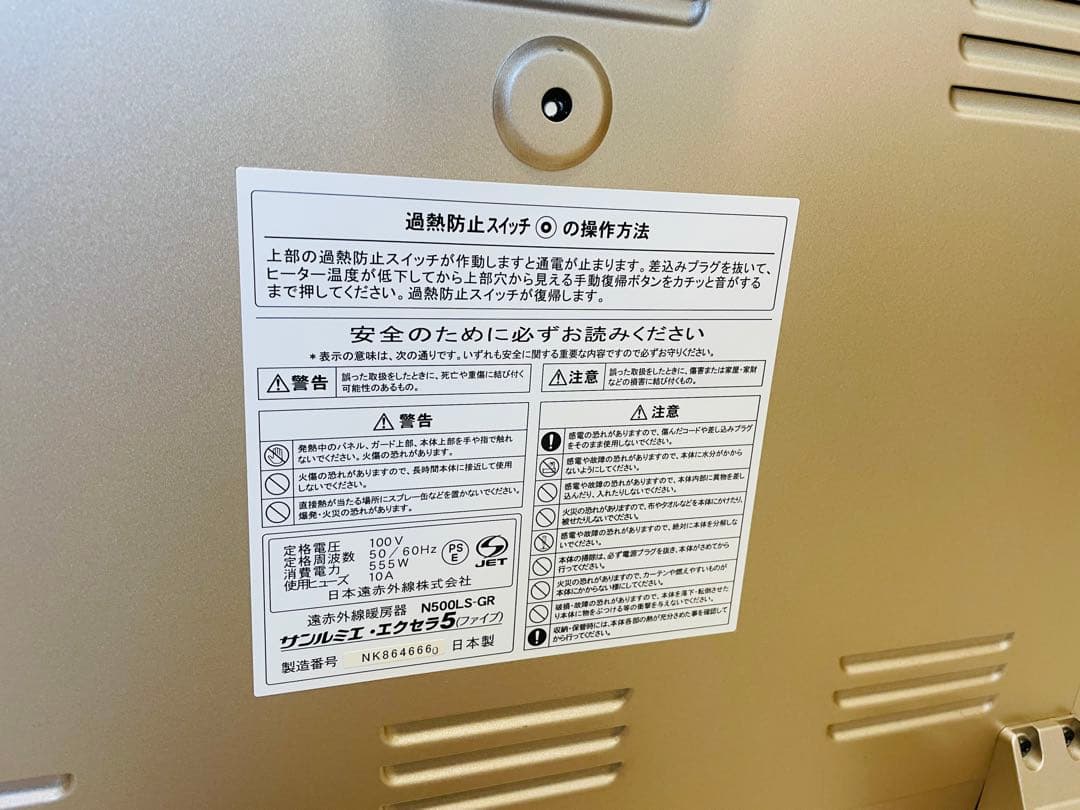 過熱防止スイッチ◎の操作方法
上部の過熱防止スイッチが作動しますと通電が止まります。差込みプラグを抜いて、
ヒーター温度が低下してから上部穴から見える手動復帰ボタンをカチッと音がする
まで押してください。過熱防止スイッチが復帰します。
安全のために必ずお読みください
*表示の意味は、次の通りです。いずれも安全に関する重要な内容ですので必ずお守りください。
警告
誤った取扱をしたときに、死亡や重傷に結び付く
可能性のあるもの。
注意
誤った取扱をしたときに、傷害または家屋・家財
などの損害に結び付くもの。
警告
発熱中のパネル、ガード上部、本体上部を手や指で触れ
ないでください。火傷の恐れがあります。
火傷の恐れがありますので、長時間本体に接近して使用
しないでください。
直接熱が当たる場所にスプレー缶などを置かないでください。
爆発・火災の恐れがあります。
注意
感電の恐れがありますので、傷んだコードや差し込みプラグ
をそのまま使用しないでください。
感電や故障の恐れがありますので、本体に水分がかから
ないようにしてください。
感電や故障の恐れがありますので、本体内部に異物を差し
込んだり、入れたりしないでください。
火災の恐れがありますので、布やタオルなどを本体にかけたり、
被せたりしないでください。
感電や故障の恐れがありますので、絶対に本体を分解しな
いでください。
本体の掃除は、必ず電源プラグを抜き、本体がさめてから
行ってください。
火災の恐れがありますので、カーテンや燃えやすいものが
本体にかからない様にしてください。
破損・故障の恐れがありますので、本体を落下・転倒させた
り本体に物をぶつける等の衝撃を与えないでください。
収納・保管時には、本体各部の熱が充分さめた事を確認して
から行ってください。
定格電圧 100V
定格周波数 50/60Hz
消費電力 555W
使用ヒューズ 10A
PS
E
JET
日本遠赤外線株式会社
遠赤外線暖房器 N500LS-GR
サンルミエ・エクセラ5(ファイブ)
製造番号 NK8646660 日本製